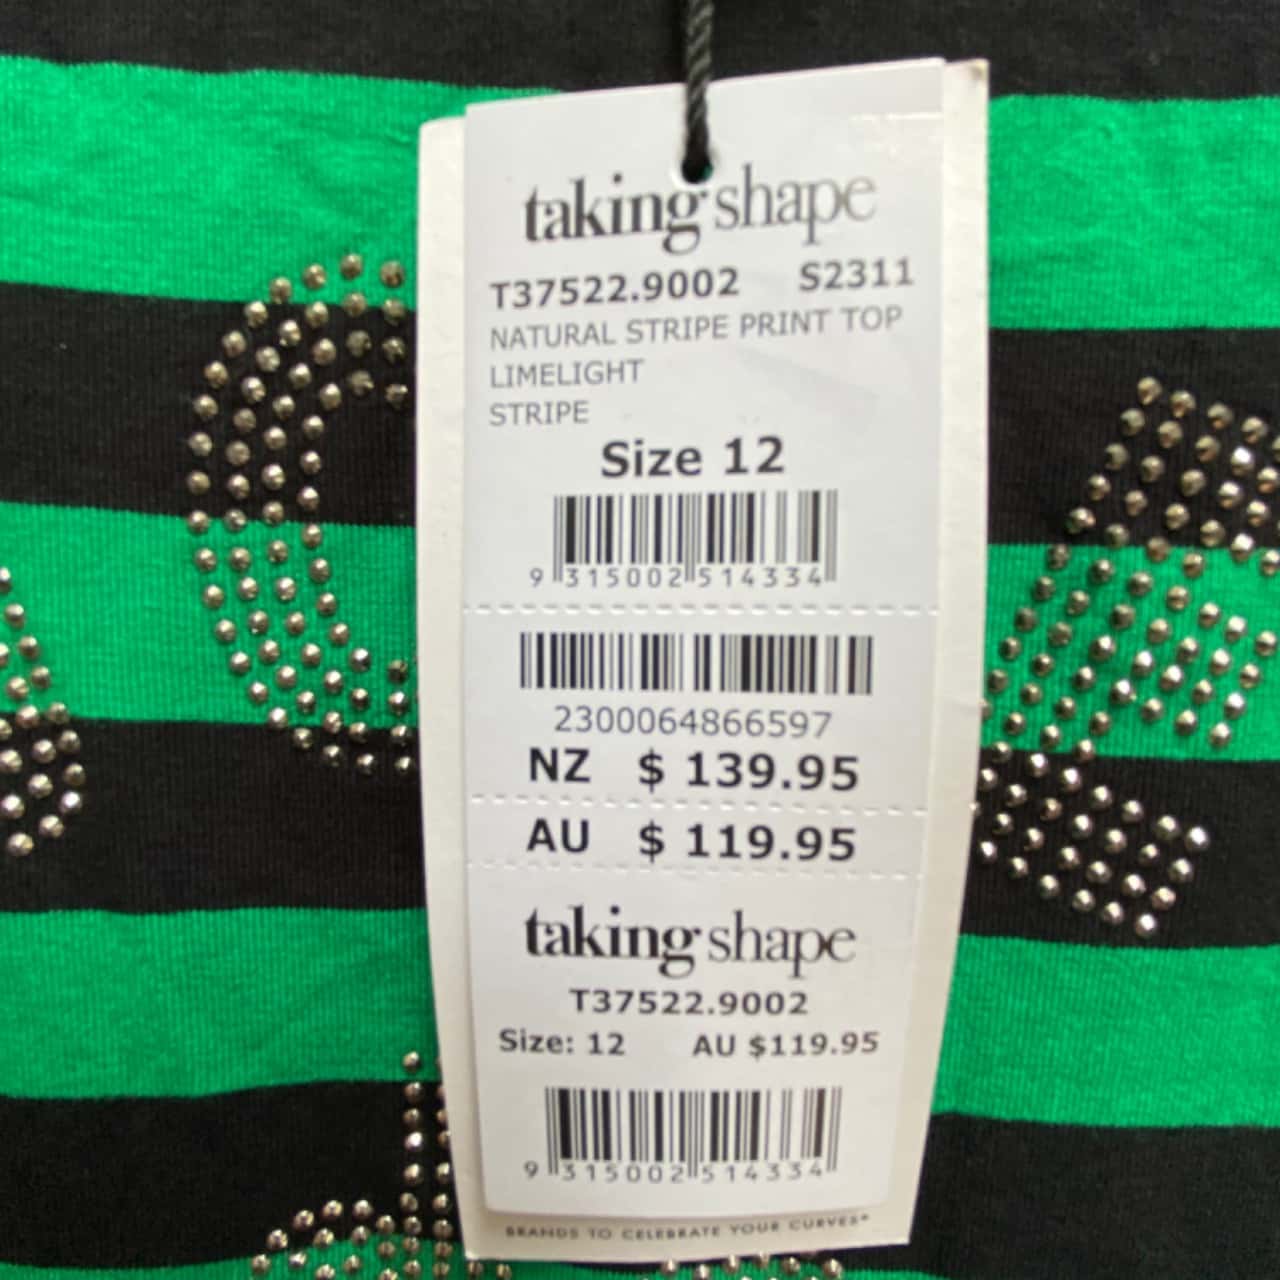 taking shape
T37522.9002 S2311
NATURAL STRIPE PRINT TOP
LIMELIGHT
STRIPE
Size 12
9 315002 514334
2300064866597
NZ $ 139.95
AU $ 119.95
taking shape
T37522.9002
Size: 12 AU $119.95
9 315002 514334
BRANDS TO CELEBRATE YOUR CURVES®